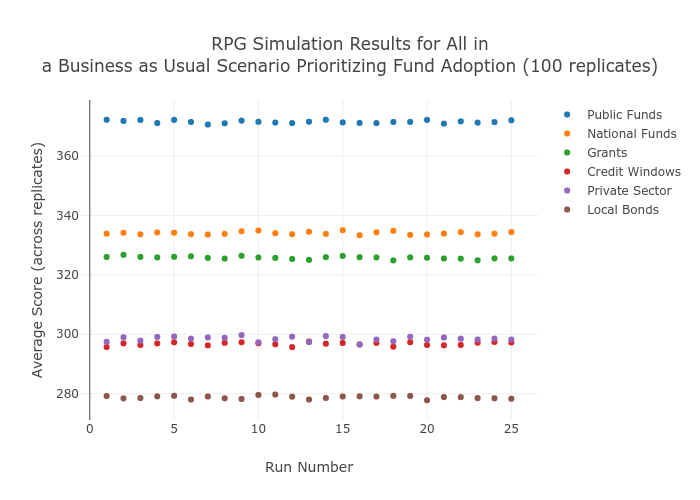 RPG Simulation Results for All in
a Business as Usual Scenario Prioritizing Fund Adoption (100 replicates)
Public Funds
National Funds
Grants
Credit Windows
Private Sector
Local Bonds
Average Score (across replicates)
360
340
320
300
280
0
5
10
15
20
25
Run Number